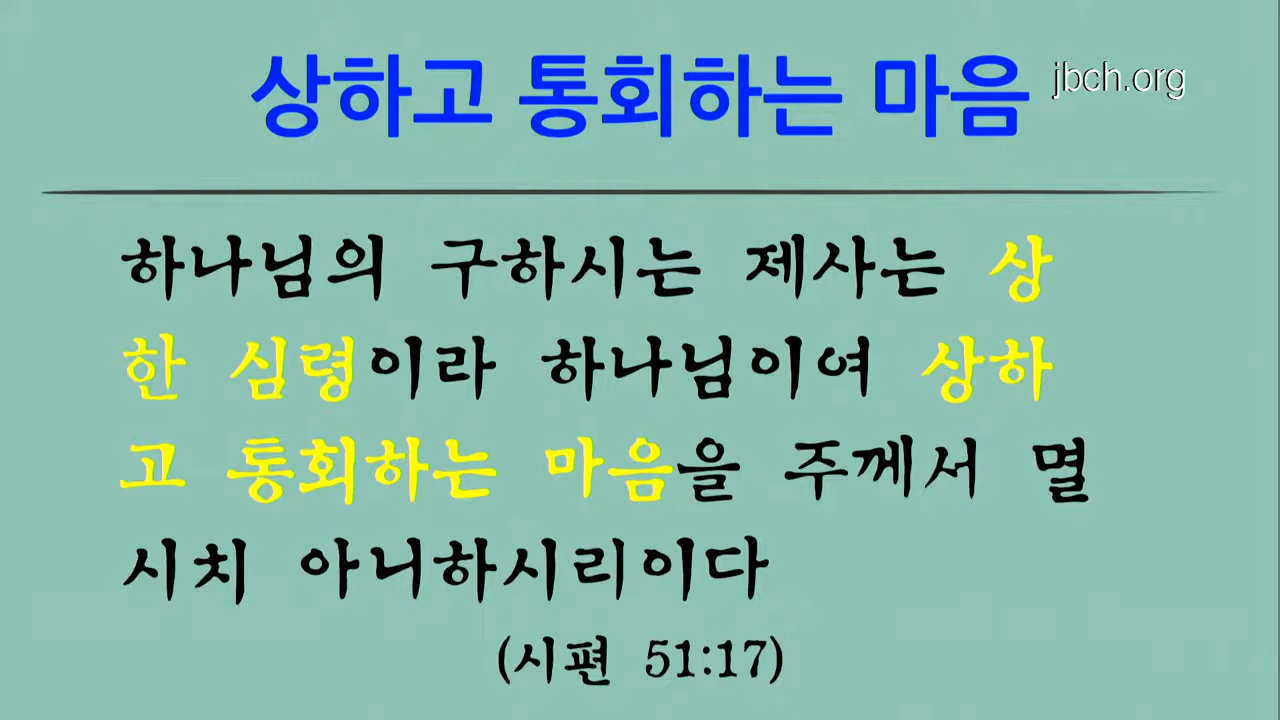 상하고 통회하는 마음 jbch.org
하나님의 구하시는 제사는 상
한 심령이라 하나님이여 상하
고 통회하는 마음을 주께서 멸
시치 아니하시리이다
(시편 51:17)